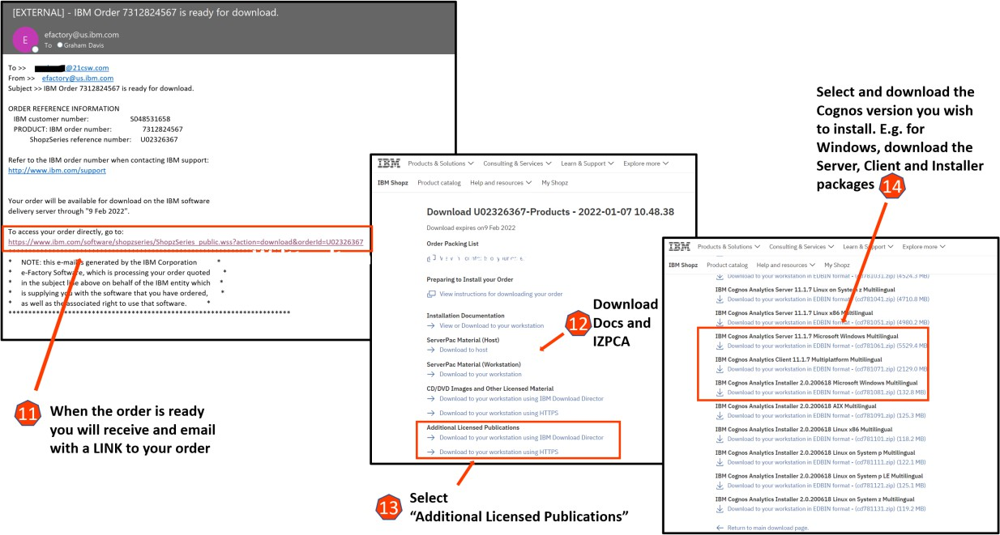 [EXTERNAL] - IBM Order 7312824567 is ready for download.
E
efactory@us.ibm.com
To Graham Davis
To >> @21csw.com
From >> efactory@us.ibm.com
Subject >> IBM Order 7312824567 is ready for download.
ORDER REFERENCE INFORMATION
IBM customer number: S048531658
PRODUCT: IBM order number: 7312824567
ShopzSeries reference number: U02326367
Refer to the IBM order number when contacting IBM support:
http://www.ibm.com/support
Your order will be available for download on the IBM software
delivery server through "9 Feb 2022".
To access your order directly, go to:
https://www.ibm.com/software/shopzseries/ShopzSeries_public.wss?action=download&orderId=U02326367
* NOTE: this e-mail is generated by the IBM Corporation *
* e-Factory Software, which is processing your order quoted
* in the subject line above on behalf of the IBM entity which *
* is supplying you with the software that you have ordered, *
* as well as the associated right to use that software. *
11
When the order is ready
you will receive and email
with a LINK to your order
IBM Products & Solutions Consulting & Services Learn & Support Explore more
IBM Shopz Product catalog Help and resources My Shopz
Download U02326367-Products - 2022-01-07 10.48.38
Download expires on9 Feb 2022
Order Packing List
Preparing to Install your Order
View instructions for downloading your order
Installation Documentation
→ View or Download to your workstation
ServerPac Material (Host)
→ Download to host
ServerPac Material (Workstation)
→ Download to your workstation
CD/DVD Images and Other Licensed Material
→ Download to your workstation using IBM Download Director
→ Download to your workstation using HTTPS
Additional Licensed Publications
→ Download to your workstation using IBM Download Director
→ Download to your workstation using HTTPS
12
Download
Docs and
IZPCA
13
Select
“Additional Licensed Publications”
Select and download the
Cognos version you wish
to install. E.g. for
Windows, download the
Server, Client and Installer
packages 14
IBM Products & Solutions Consulting & Services Learn & Support Explore more
IBM Shopz Product catalog Help and resources My Shopz
Download to your workstation in EDBIN format - (cd781031.zip) (4524.3 MB)
IBM Cognos Analytics Server 11.1.7 Linux on System z Multilingual
Download to your workstation in EDBIN format - (cd781041.zip) (4710.8 MB)
IBM Cognos Analytics Server 11.1.7 Linux x86 Multilingual
Download to your workstation in EDBIN format - (cd781051.zip) (4980.2 MB)
IBM Cognos Analytics Server 11.1.7 Microsoft Windows Multilingual
Download to your workstation in EDBIN format - (cd781061.zip) (5529.4 MB)
IBM Cognos Analytics Client 11.1.7 Multiplatform Multilingual
Download to your workstation in EDBIN format - (cd781071.zip) (2129.0 MB
IBM Cognos Analytics Installer 2.0.200618 Microsoft Windows Multilingual
Download to your workstation in EDBIN format - (cd781081.zip) (132.8 MB)
IBM Cognos Analytics Installer 2.0.200618 AIX Multilingual
Download to your workstation in EDBIN format - (cd781091.zip) (125.3 MB)
IBM Cognos Analytics Installer 2.0.200618 Linux x86 Multilingual
Download to your workstation in EDBIN format - (cd781101.zip) (118.2 MB)
IBM Cognos Analytics Installer 2.0.200618 Linux on System p Multilingual
Download to your workstation in EDBIN format - (cd781111.zip) (122.1 MB)
IBM Cognos Analytics Installer 2.0.200618 Linux on System p LE Multilingual
Download to your workstation in EDBIN format - (cd781121.zip) (125.1 MB)
IBM Cognos Analytics Installer 2.0.200618 Linux on System z Multilingual
Download to your workstation in EDBIN format - (cd781131.zip) (119.2 MB)
← Return to main download page.